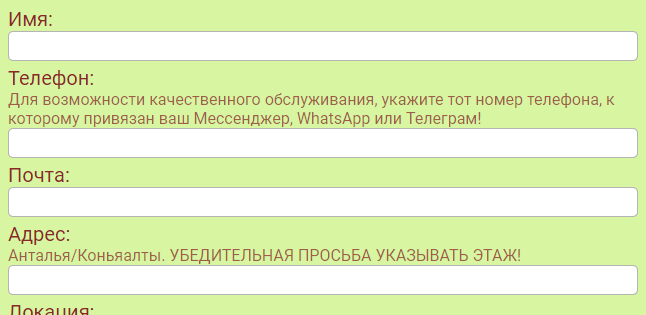 Имя:
Телефон:
Для возможности качественного обслуживания, укажите тот номер телефона, к
которому привязан ваш Мессенджер, WhatsApp или Телеграм!
Почта:
Адрес:
Анталья/Коньяалты. УБЕДИТЕЛЬНАЯ ПРОСЬБА УКАЗЫВАТЬ ЭТАЖ!
Локация: